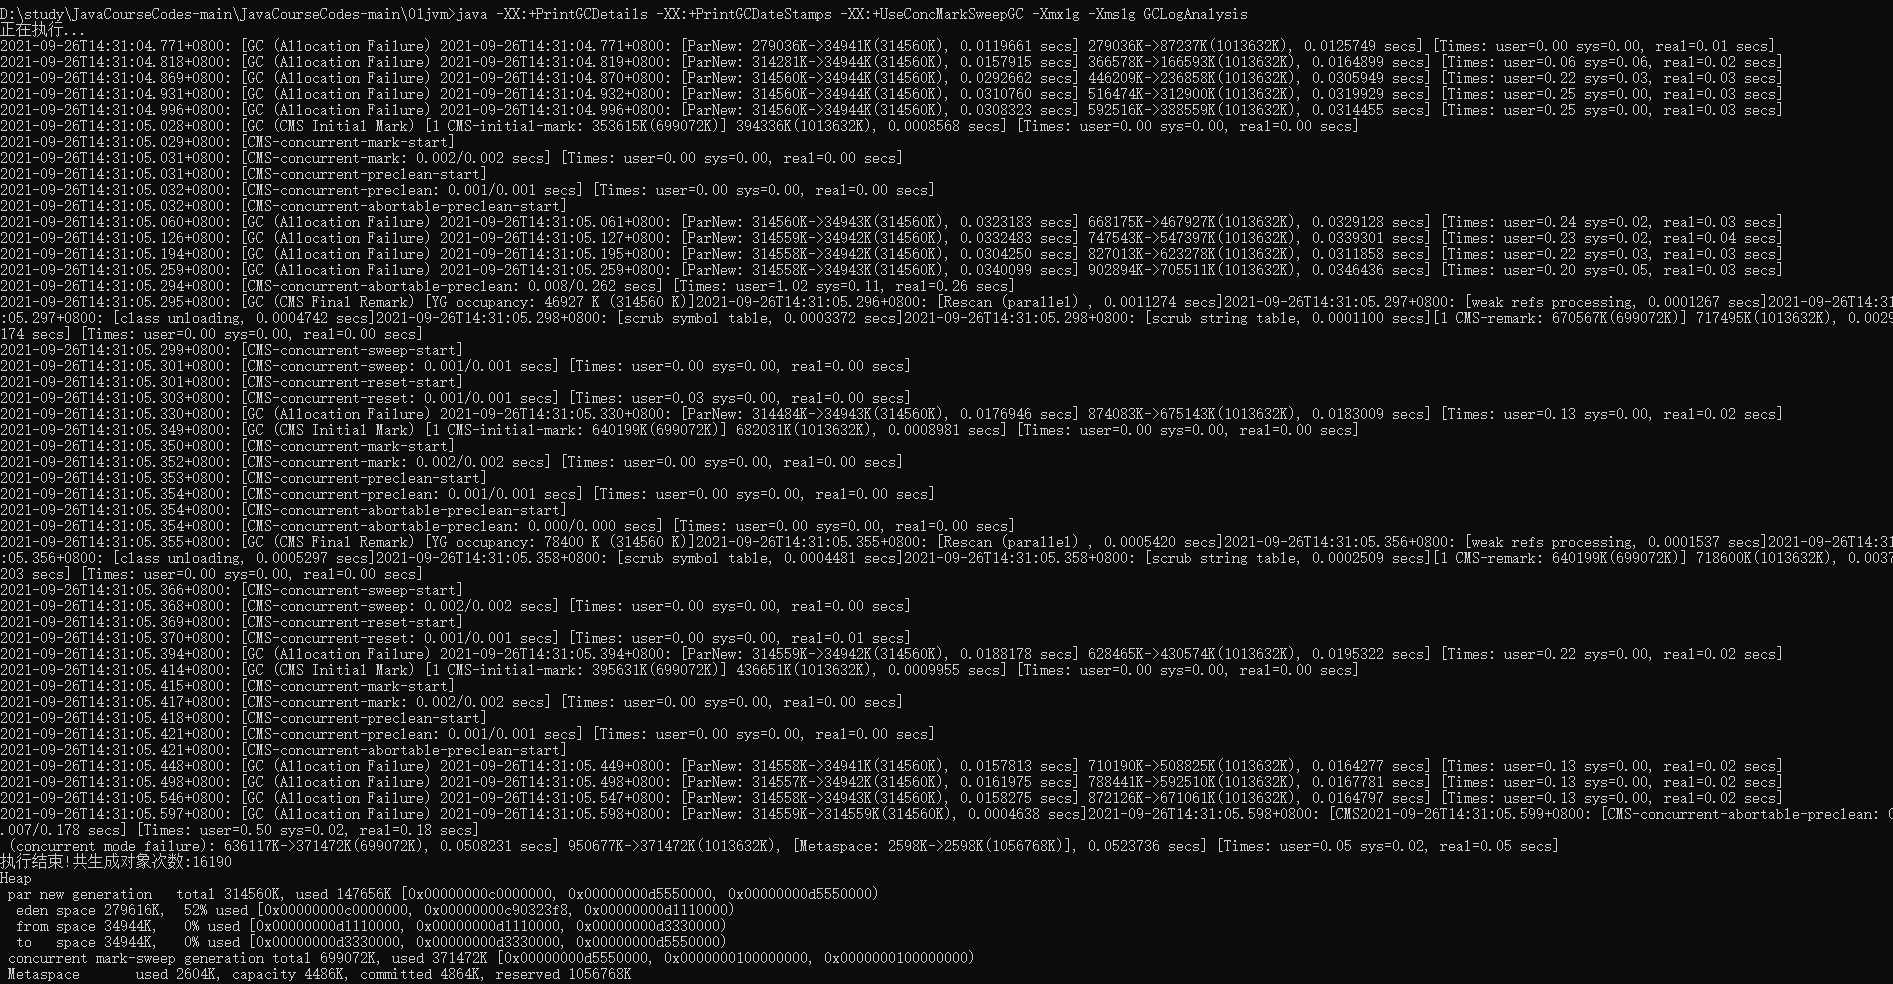 D:\study\JavaCourseCodes-main\JavaCourseCodes-main\01jvm>java -XX:+PrintGCDetails -XX:+PrintGCDateStamps -XX:+UseConcMarkSweepGC -Xmx1g -Xms1g GCLogAnalysis
正在执行...
2021-09-26T14:31:04.771+0800: [GC (Allocation Failure) 2021-09-26T14:31:04.771+0800: [ParNew: 279036K->34941K(314560K), 0.0119661 secs] 279036K->87237K(1013632K), 0.0125749 secs] [Times: user=0.00 sys=0.00, real=0.01 secs]
2021-09-26T14:31:04.818+0800: [GC (Allocation Failure) 2021-09-26T14:31:04.819+0800: [ParNew: 314281K->34944K(314560K), 0.0157915 secs] 366578K->166593K(1013632K), 0.0164899 secs] [Times: user=0.06 sys=0.06, real=0.02 secs]
2021-09-26T14:31:04.869+0800: [GC (Allocation Failure) 2021-09-26T14:31:04.870+0800: [ParNew: 314560K->34944K(314560K), 0.0292662 secs] 446209K->236858K(1013632K), 0.0305949 secs] [Times: user=0.22 sys=0.03, real=0.03 secs]
2021-09-26T14:31:04.931+0800: [GC (Allocation Failure) 2021-09-26T14:31:04.932+0800: [ParNew: 314560K->34944K(314560K), 0.0310760 secs] 516474K->312900K(1013632K), 0.0319929 secs] [Times: user=0.25 sys=0.00, real=0.03 secs]
2021-09-26T14:31:04.996+0800: [GC (Allocation Failure) 2021-09-26T14:31:04.996+0800: [ParNew: 314560K->34944K(314560K), 0.0308323 secs] 592516K->388559K(1013632K), 0.0314455 secs] [Times: user=0.25 sys=0.00, real=0.03 secs]
2021-09-26T14:31:05.028+0800: [GC (CMS Initial Mark) [1 CMS-initial-mark: 353615K(699072K)] 394336K(1013632K), 0.0008568 secs] [Times: user=0.00 sys=0.00, real=0.00 secs]
2021-09-26T14:31:05.029+0800: [CMS-concurrent-mark-start]
2021-09-26T14:31:05.031+0800: [CMS-concurrent-mark: 0.002/0.002 secs] [Times: user=0.00 sys=0.00, real=0.00 secs]
2021-09-26T14:31:05.031+0800: [CMS-concurrent-preclean-start]
2021-09-26T14:31:05.032+0800: [CMS-concurrent-preclean: 0.001/0.001 secs] [Times: user=0.00 sys=0.00, real=0.00 secs]
2021-09-26T14:31:05.032+0800: [CMS-concurrent-abortable-preclean-start]
2021-09-26T14:31:05.060+0800: [GC (Allocation Failure) 2021-09-26T14:31:05.061+0800: [ParNew: 314560K->34943K(314560K), 0.0323183 secs] 668175K->467927K(1013632K), 0.0329128 secs] [Times: user=0.24 sys=0.02, real=0.03 secs]
2021-09-26T14:31:05.126+0800: [GC (Allocation Failure) 2021-09-26T14:31:05.127+0800: [ParNew: 314559K->34942K(314560K), 0.0332483 secs] 747543K->547397K(1013632K), 0.0339301 secs] [Times: user=0.23 sys=0.02, real=0.04 secs]
2021-09-26T14:31:05.194+0800: [GC (Allocation Failure) 2021-09-26T14:31:05.195+0800: [ParNew: 314558K->34942K(314560K), 0.0304250 secs] 827013K->623278K(1013632K), 0.0311858 secs] [Times: user=0.22 sys=0.03, real=0.03 secs]
2021-09-26T14:31:05.259+0800: [GC (Allocation Failure) 2021-09-26T14:31:05.259+0800: [ParNew: 314558K->34943K(314560K), 0.0340099 secs] 902894K->705511K(1013632K), 0.0346436 secs] [Times: user=0.20 sys=0.05, real=0.03 secs]
2021-09-26T14:31:05.294+0800: [CMS-concurrent-abortable-preclean: 0.008/0.262 secs] [Times: user=1.02 sys=0.11, real=0.26 secs]
2021-09-26T14:31:05.295+0800: [GC (CMS Final Remark) [YG occupancy: 46927 K (314560 K)]2021-09-26T14:31:05.296+0800: [Rescan (parallel) , 0.0011274 secs]2021-09-26T14:31:05.297+0800: [weak refs processing, 0.0001267 secs]2021-09-26T14:31
:05.297+0800: [class unloading, 0.0004742 secs]2021-09-26T14:31:05.298+0800: [scrub symbol table, 0.0003372 secs]2021-09-26T14:31:05.298+0800: [scrub string table, 0.0001100 secs][1 CMS-remark: 670567K(699072K)] 717495K(1013632K), 0.0029
174 secs] [Times: user=0.00 sys=0.00, real=0.00 secs]
2021-09-26T14:31:05.299+0800: [CMS-concurrent-sweep-start]
2021-09-26T14:31:05.301+0800: [CMS-concurrent-sweep: 0.001/0.001 secs] [Times: user=0.00 sys=0.00, real=0.00 secs]
2021-09-26T14:31:05.301+0800: [CMS-concurrent-reset-start]
2021-09-26T14:31:05.303+0800: [CMS-concurrent-reset: 0.001/0.001 secs] [Times: user=0.03 sys=0.00, real=0.00 secs]
2021-09-26T14:31:05.330+0800: [GC (Allocation Failure) 2021-09-26T14:31:05.330+0800: [ParNew: 314484K->34943K(314560K), 0.0176946 secs] 874083K->675143K(1013632K), 0.0183009 secs] [Times: user=0.13 sys=0.00, real=0.02 secs]
2021-09-26T14:31:05.349+0800: [GC (CMS Initial Mark) [1 CMS-initial-mark: 640199K(699072K)] 682031K(1013632K), 0.0008981 secs] [Times: user=0.00 sys=0.00, real=0.00 secs]
2021-09-26T14:31:05.350+0800: [CMS-concurrent-mark-start]
2021-09-26T14:31:05.352+0800: [CMS-concurrent-mark: 0.002/0.002 secs] [Times: user=0.00 sys=0.00, real=0.00 secs]
2021-09-26T14:31:05.353+0800: [CMS-concurrent-preclean-start]
2021-09-26T14:31:05.354+0800: [CMS-concurrent-preclean: 0.001/0.001 secs] [Times: user=0.00 sys=0.00, real=0.00 secs]
2021-09-26T14:31:05.354+0800: [CMS-concurrent-abortable-preclean-start]
2021-09-26T14:31:05.354+0800: [CMS-concurrent-abortable-preclean: 0.000/0.000 secs] [Times: user=0.00 sys=0.00, real=0.00 secs]
2021-09-26T14:31:05.355+0800: [GC (CMS Final Remark) [YG occupancy: 78400 K (314560 K)]2021-09-26T14:31:05.355+0800: [Rescan (parallel) , 0.0005420 secs]2021-09-26T14:31:05.356+0800: [weak refs processing, 0.0001537 secs]2021-09-26T14:31
:05.356+0800: [class unloading, 0.0005297 secs]2021-09-26T14:31:05.358+0800: [scrub symbol table, 0.0004481 secs]2021-09-26T14:31:05.358+0800: [scrub string table, 0.0002509 secs][1 CMS-remark: 640199K(699072K)] 718600K(1013632K), 0.0037
203 secs] [Times: user=0.00 sys=0.00, real=0.00 secs]
2021-09-26T14:31:05.366+0800: [CMS-concurrent-sweep-start]
2021-09-26T14:31:05.368+0800: [CMS-concurrent-sweep: 0.002/0.002 secs] [Times: user=0.00 sys=0.00, real=0.00 secs]
2021-09-26T14:31:05.369+0800: [CMS-concurrent-reset-start]
2021-09-26T14:31:05.370+0800: [CMS-concurrent-reset: 0.001/0.001 secs] [Times: user=0.00 sys=0.00, real=0.01 secs]
2021-09-26T14:31:05.394+0800: [GC (Allocation Failure) 2021-09-26T14:31:05.394+0800: [ParNew: 314559K->34942K(314560K), 0.0188178 secs] 628465K->430574K(1013632K), 0.0195322 secs] [Times: user=0.22 sys=0.00, real=0.02 secs]
2021-09-26T14:31:05.414+0800: [GC (CMS Initial Mark) [1 CMS-initial-mark: 395631K(699072K)] 436651K(1013632K), 0.0009955 secs] [Times: user=0.00 sys=0.00, real=0.00 secs]
2021-09-26T14:31:05.415+0800: [CMS-concurrent-mark-start]
2021-09-26T14:31:05.417+0800: [CMS-concurrent-mark: 0.002/0.002 secs] [Times: user=0.00 sys=0.00, real=0.00 secs]
2021-09-26T14:31:05.418+0800: [CMS-concurrent-preclean-start]
2021-09-26T14:31:05.421+0800: [CMS-concurrent-preclean: 0.001/0.001 secs] [Times: user=0.00 sys=0.00, real=0.00 secs]
2021-09-26T14:31:05.421+0800: [CMS-concurrent-abortable-preclean-start]
2021-09-26T14:31:05.448+0800: [GC (Allocation Failure) 2021-09-26T14:31:05.449+0800: [ParNew: 314558K->34941K(314560K), 0.0157813 secs] 710190K->508825K(1013632K), 0.0164277 secs] [Times: user=0.13 sys=0.00, real=0.02 secs]
2021-09-26T14:31:05.498+0800: [GC (Allocation Failure) 2021-09-26T14:31:05.498+0800: [ParNew: 314557K->34942K(314560K), 0.0161975 secs] 788441K->592510K(1013632K), 0.0167781 secs] [Times: user=0.13 sys=0.00, real=0.02 secs]
2021-09-26T14:31:05.546+0800: [GC (Allocation Failure) 2021-09-26T14:31:05.547+0800: [ParNew: 314558K->34943K(314560K), 0.0158275 secs] 872126K->671061K(1013632K), 0.0164797 secs] [Times: user=0.13 sys=0.00, real=0.02 secs]
2021-09-26T14:31:05.597+0800: [GC (Allocation Failure) 2021-09-26T14:31:05.598+0800: [ParNew: 314559K->314559K(314560K), 0.0004638 secs]2021-09-26T14:31:05.598+0800: [CMS2021-09-26T14:31:05.599+0800: [CMS-concurrent-abortable-preclean: 0
.007/0.178 secs] [Times: user=0.50 sys=0.02, real=0.18 secs]
(concurrent mode failure): 636117K->371472K(699072K), 0.0508231 secs] 950677K->371472K(1013632K), [Metaspace: 2598K->2598K(1056768K)], 0.0523736 secs] [Times: user=0.05 sys=0.02, real=0.05 secs]
执行结束!共生成对象次数:16190
Heap
par new generation   total 314560K, used 147656K [0x00000000c0000000, 0x00000000d5550000, 0x00000000d5550000)
eden space 279616K,  52% used [0x00000000c0000000, 0x00000000c90323f8, 0x00000000d1110000)
from space 34944K,   0% used [0x00000000d1110000, 0x00000000d1110000, 0x00000000d3330000)
to   space 34944K,   0% used [0x00000000d3330000, 0x00000000d3330000, 0x00000000d5550000)
concurrent mark-sweep generation total 699072K, used 371472K [0x00000000d5550000, 0x0000000100000000, 0x0000000100000000)
Metaspace       used 2604K, capacity 4486K, committed 4864K, reserved 1056768K